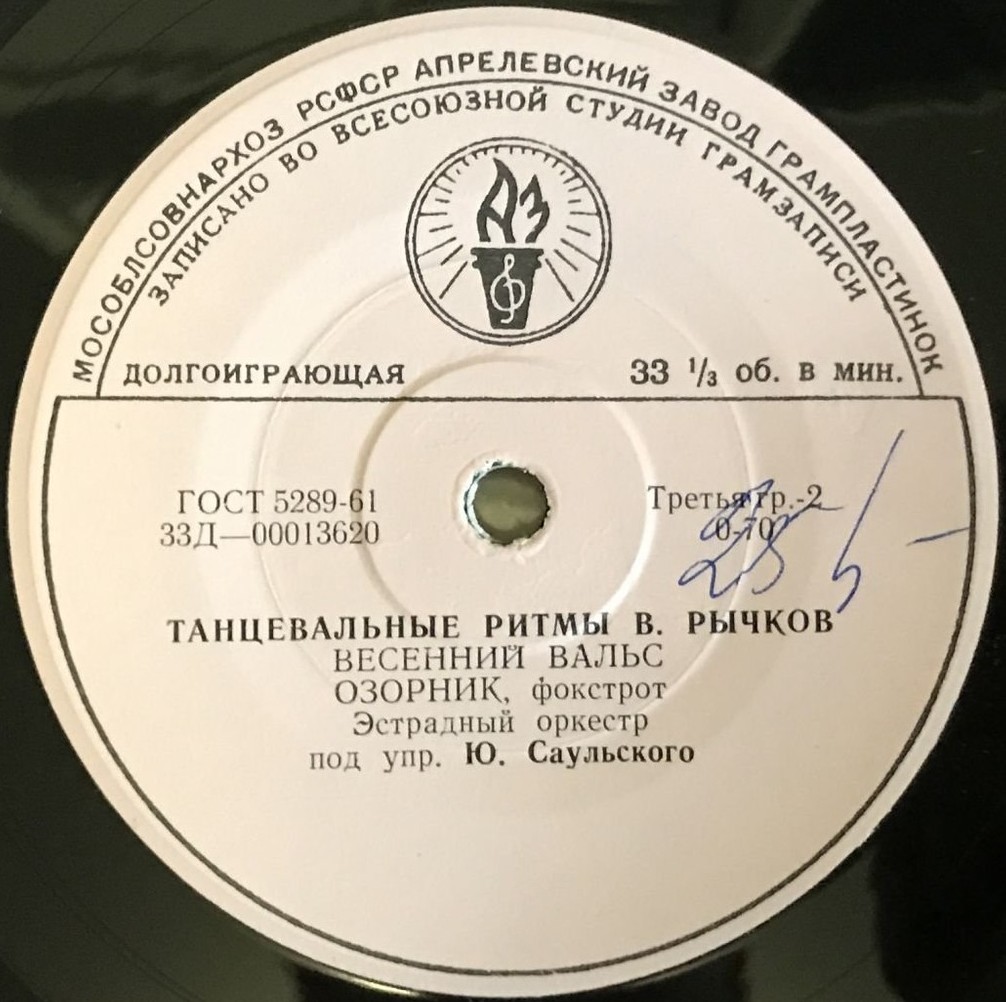 МОСОБЛСОВНАРХОЗ РСФСР АПРЕЛЕВСКИЙ ЗАВОД ГРАМПЛАСТИНОК
ЗАПИСАНО ВО ВСЕСОЮЗНОЙ СТУДИИ ГРАМЗАПИСИ
АЗ
ДОЛГОИГРАЮЩАЯ 33 ⅓ об. в мин.
ГОСТ 5289-61 Третья гр.-2
33Д—00013620 0-70
ТАНЦЕВАЛЬНЫЕ РИТМЫ В. РЫЧКОВ
ВЕСЕННИЙ ВАЛЬС
ОЗОРНИК, фокстрот
Эстрадный оркестр
под упр. Ю. Саульского